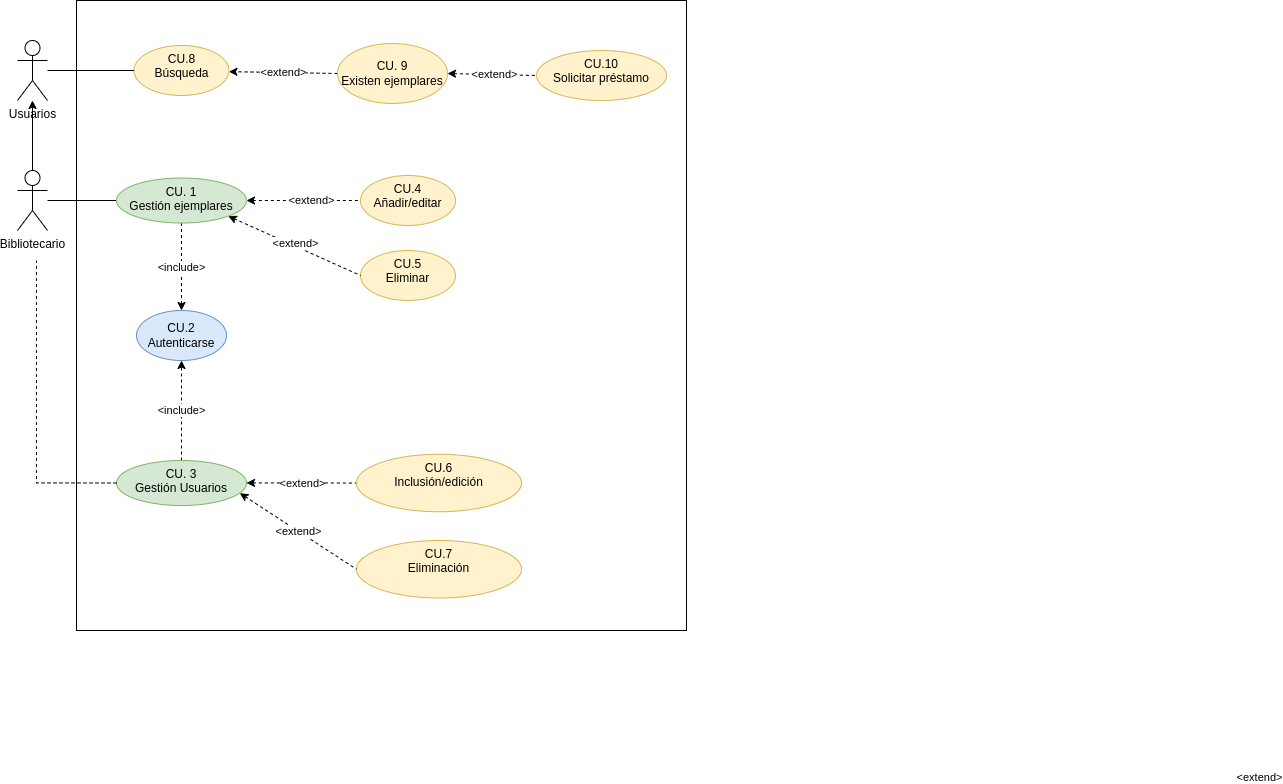 CU.8
Búsqueda
<extend>
CU. 9
Existen ejemplares
<extend>
CU.10
Solicitar préstamo
Usuarios
CU. 1
Gestión ejemplares
<extend>
CU.4
Añadir/editar
Bibliotecario
<extend>
CU.5
Eliminar
<include>
CU.2
Autenticarse
<include>
CU. 3
Gestión Usuarios
<extend>
CU.6
Inclusión/edición
<extend>
CU.7
Eliminación
<extend>